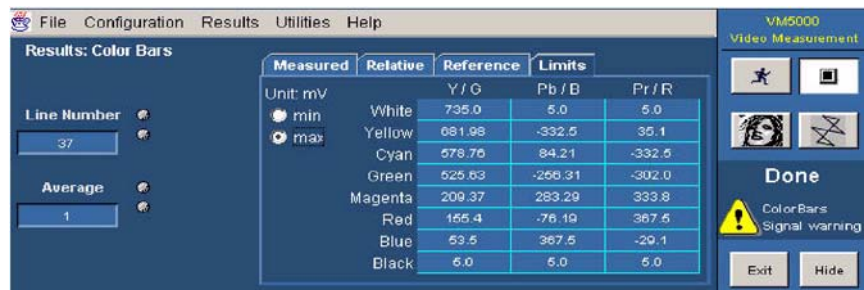 File Configuration Results Utilities Help
VM5000
Video Measurement
Results: Color Bars
Measured Relative Reference Limits
Unit: mV
min
max
Y / G Pb / B Pr / R
White 735.0 5.0 5.0
Yellow 681.98 -332.5 35.1
Cyan 578.76 84.21 -332.5
Green 525.63 -256.31 -302.0
Magenta 209.37 283.29 333.8
Red 155.4 -76.19 367.5
Blue 53.5 367.5 -29.1
Black 5.0 5.0 5.0
Line Number
37
Average
1
Done
ColorBars
Signal warning
Exit Hide